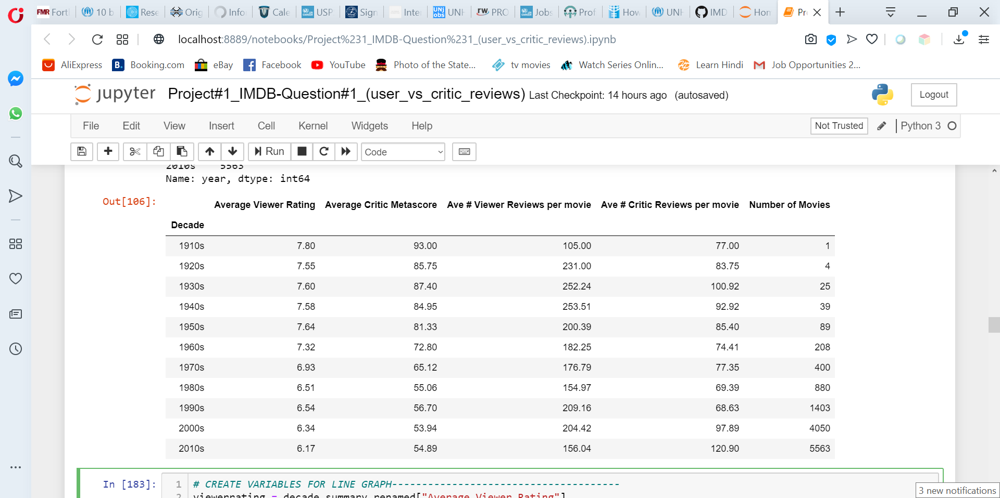 FMR Fort 10 b Rese Orig Info Cale USP Sign Inte UNH PRO Jobs Prof How UNH IMD Hon Pr
localhost:8889/notebooks/Project%231_IMDB-Question%231_(user_vs_critic_reviews).ipynb
AliExpress B. Booking.com eBay Facebook YouTube Photo of the State... tv movies Watch Series Onlin... Learn Hindi Job Opportunities 2...
jupyter Project#1_IMDB-Question#1_(user_vs_critic_reviews) Last Checkpoint: 14 hours ago (autosaved) Logout
File Edit View Insert Cell Kernel Widgets Help Not Trusted Python 3
Run Code
2010s 5563
Name: year, dtype: int64
Out[106]:
Average Viewer Rating Average Critic Metascore Ave # Viewer Reviews per movie Ave # Critic Reviews per movie Number of Movies
Decade
1910s 7.80 93.00 105.00 77.00 1
1920s 7.55 85.75 231.00 83.75 4
1930s 7.60 87.40 252.24 100.92 25
1940s 7.58 84.95 253.51 92.92 39
1950s 7.64 81.33 200.39 85.40 89
1960s 7.32 72.80 182.25 74.41 208
1970s 6.93 65.12 176.79 77.35 400
1980s 6.51 55.06 154.97 69.39 880
1990s 6.54 56.70 209.16 68.63 1403
2000s 6.34 53.94 204.42 97.89 4050
2010s 6.17 54.89 156.04 120.90 5563
In [183]: 1 # CREATE VARIABLES FOR LINE GRAPH--------------------------------------
2 viewerrating = decade_summary_renamed["Average Viewer Rating"]
3 new notifications